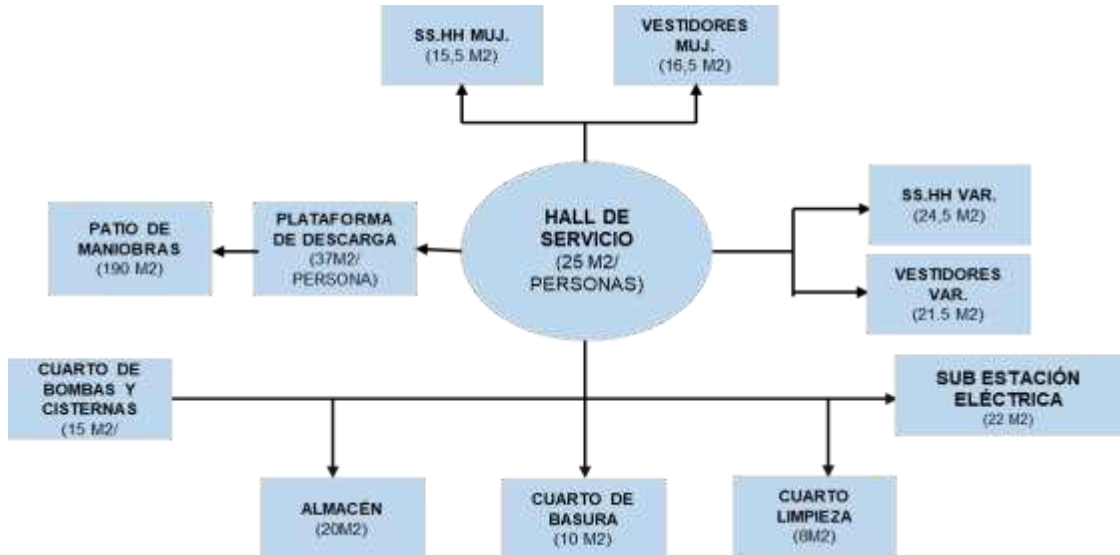 SS.HH MUJ.
(15,5 M2)
VESTIDORES
MUJ.
(16,5 M2)
HALL DE
SERVICIO
(25 M2/
PERSONAS)
SS.HH VAR.
(24,5 M2)
PATIO DE
MANIOBRAS
(190 M2)
PLATAFORMA
DE DESCARGA
(37M2/
PERSONA)
VESTIDORES
VAR.
(21.5 M2)
CUARTO DE
BOMBAS Y
CISTERNAS
(15 M2/
SUB ESTACIÓN
ELÉCTRICA
(22 M2)
ALMACÉN
(20M2)
CUARTO DE
BASURA
(10 M2)
CUARTO
LIMPIEZA
(8M2)